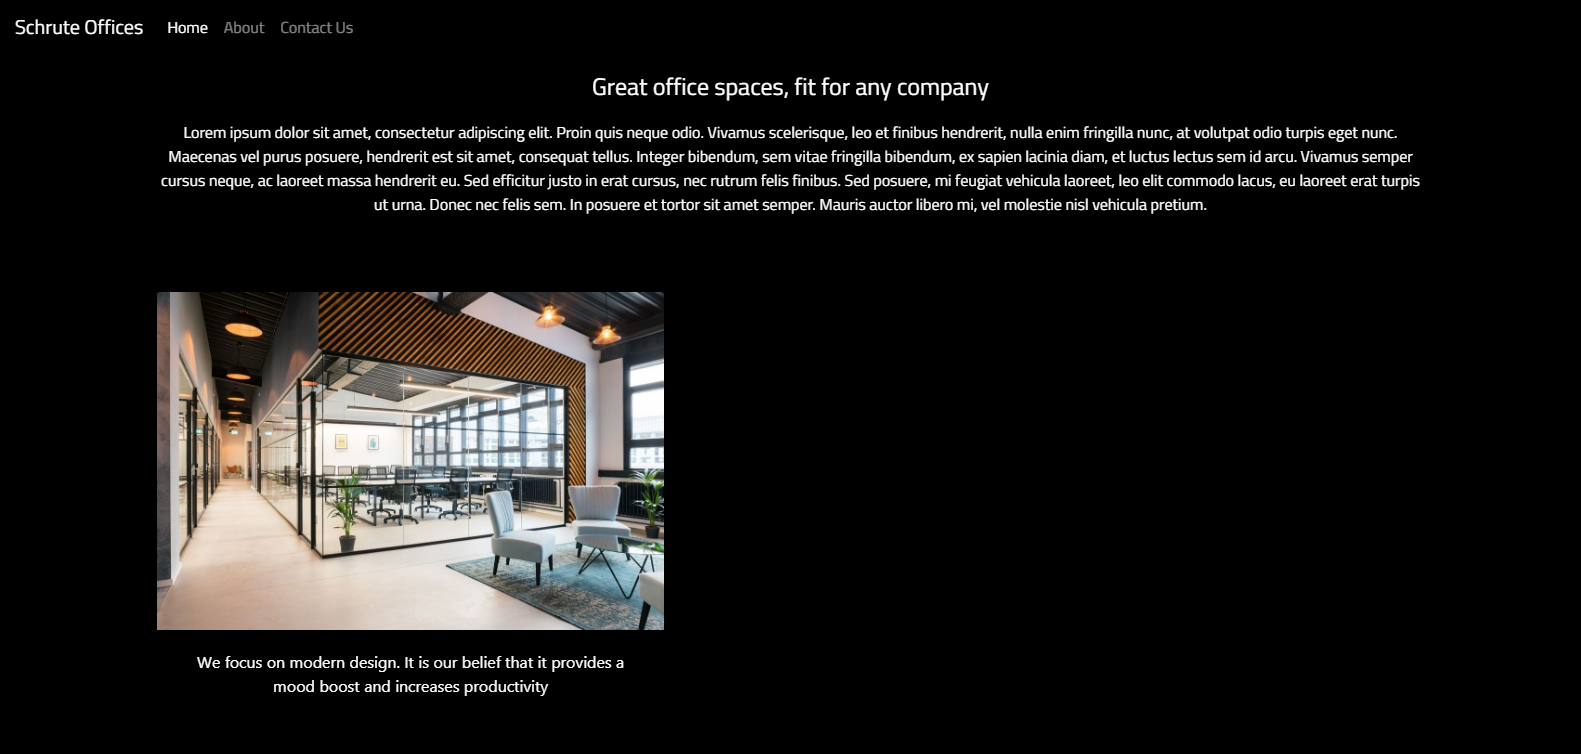 Schrute Offices Home About Contact Us
Great office spaces, fit for any company
Lorem ipsum dolor sit amet, consectetur adipiscing elit. Proin quis neque odio. Vivamus scelerisque, leo et finibus hendrerit, nulla enim fringilla nunc, at volutpat odio turpis eget nunc.
Maecenas vel purus posuere, hendrerit est sit amet, consequat tellus. Integer bibendum, sem vitae fringilla bibendum, ex sapien lacinia diam, et luctus lectus sem id arcu. Vivamus semper
cursus neque, ac laoreet massa hendrerit eu. Sed efficitur justo in erat cursus, nec rutrum felis finibus. Sed posuere, mi feugiat vehicula laoreet, leo elit commodo lacus, eu laoreet erat turpis
ut urna. Donec nec felis sem. In posuere et tortor sit amet semper. Mauris auctor libero mi, vel molestie nisl vehicula pretium.
We focus on modern design. It is our belief that it provides a
mood boost and increases productivity